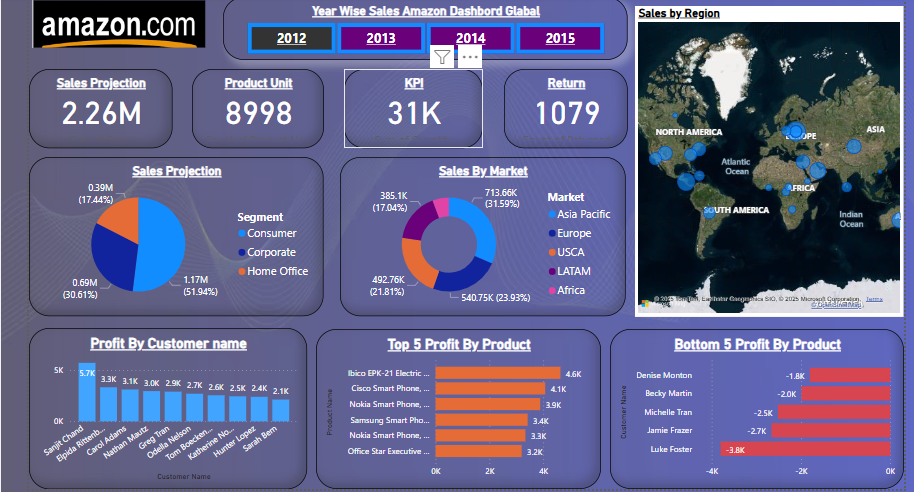 amazon.com
Year Wise Sales Amazon Dashbord Glabal
2012
2013
2014
2015
Sales Projection
2.26M
Product Unit
8998
KPI
31K
Return
1079
Sales by Region
NORTH AMERICA
EUROPE
ASIA
Atlantic
Ocean
AFRICA
SOUTH AMERICA
Indian
Ocean
© 2025 Microsoft Corporation, Terms
© OpenStreetMap
Sales Projection
0.39M
(17.44%)
0.69M
(30.61%)
1.17M
(51.94%)
Segment
Consumer
Corporate
Home Office
Sales By Market
385.1K
(17.04%)
713.66K
(31.59%)
492.76K
(21.81%)
540.75K (23.93%)
Market
Asia Pacific
Europe
USCA
LATAM
Africa
Profit By Customer name
5K
0K
5.7K
3.3K
3.1K
3.0K
2.9K
2.7K
2.6K
2.5K
2.4K
2.1K
Sanjit Chand
Elpida Rittenb...
Carol Adams
Nathan Mautz
Greg Tran
Odella Nelson
Tom Boecken...
Katherine No...
Hunter Lopez
Sarah Bern
Customer Name
Top 5 Profit By Product
Product Name
Ibico EPK-21 Electric ...
4.6K
Cisco Smart Phone, ...
4.1K
Nokia Smart Phone, ...
3.9K
Samsung Smart Pho...
3.4K
Nokia Smart Phone, ...
3.3K
Office Star Executive ...
3.2K
0K
2K
4K
Bottom 5 Profit By Product
Customer Name
Denise Monton
-1.8K
Becky Martin
-2.0K
Michelle Tran
-2.5K
Jamie Frazer
-2.7K
Luke Foster
-3.8K
-4K
-2K
0K